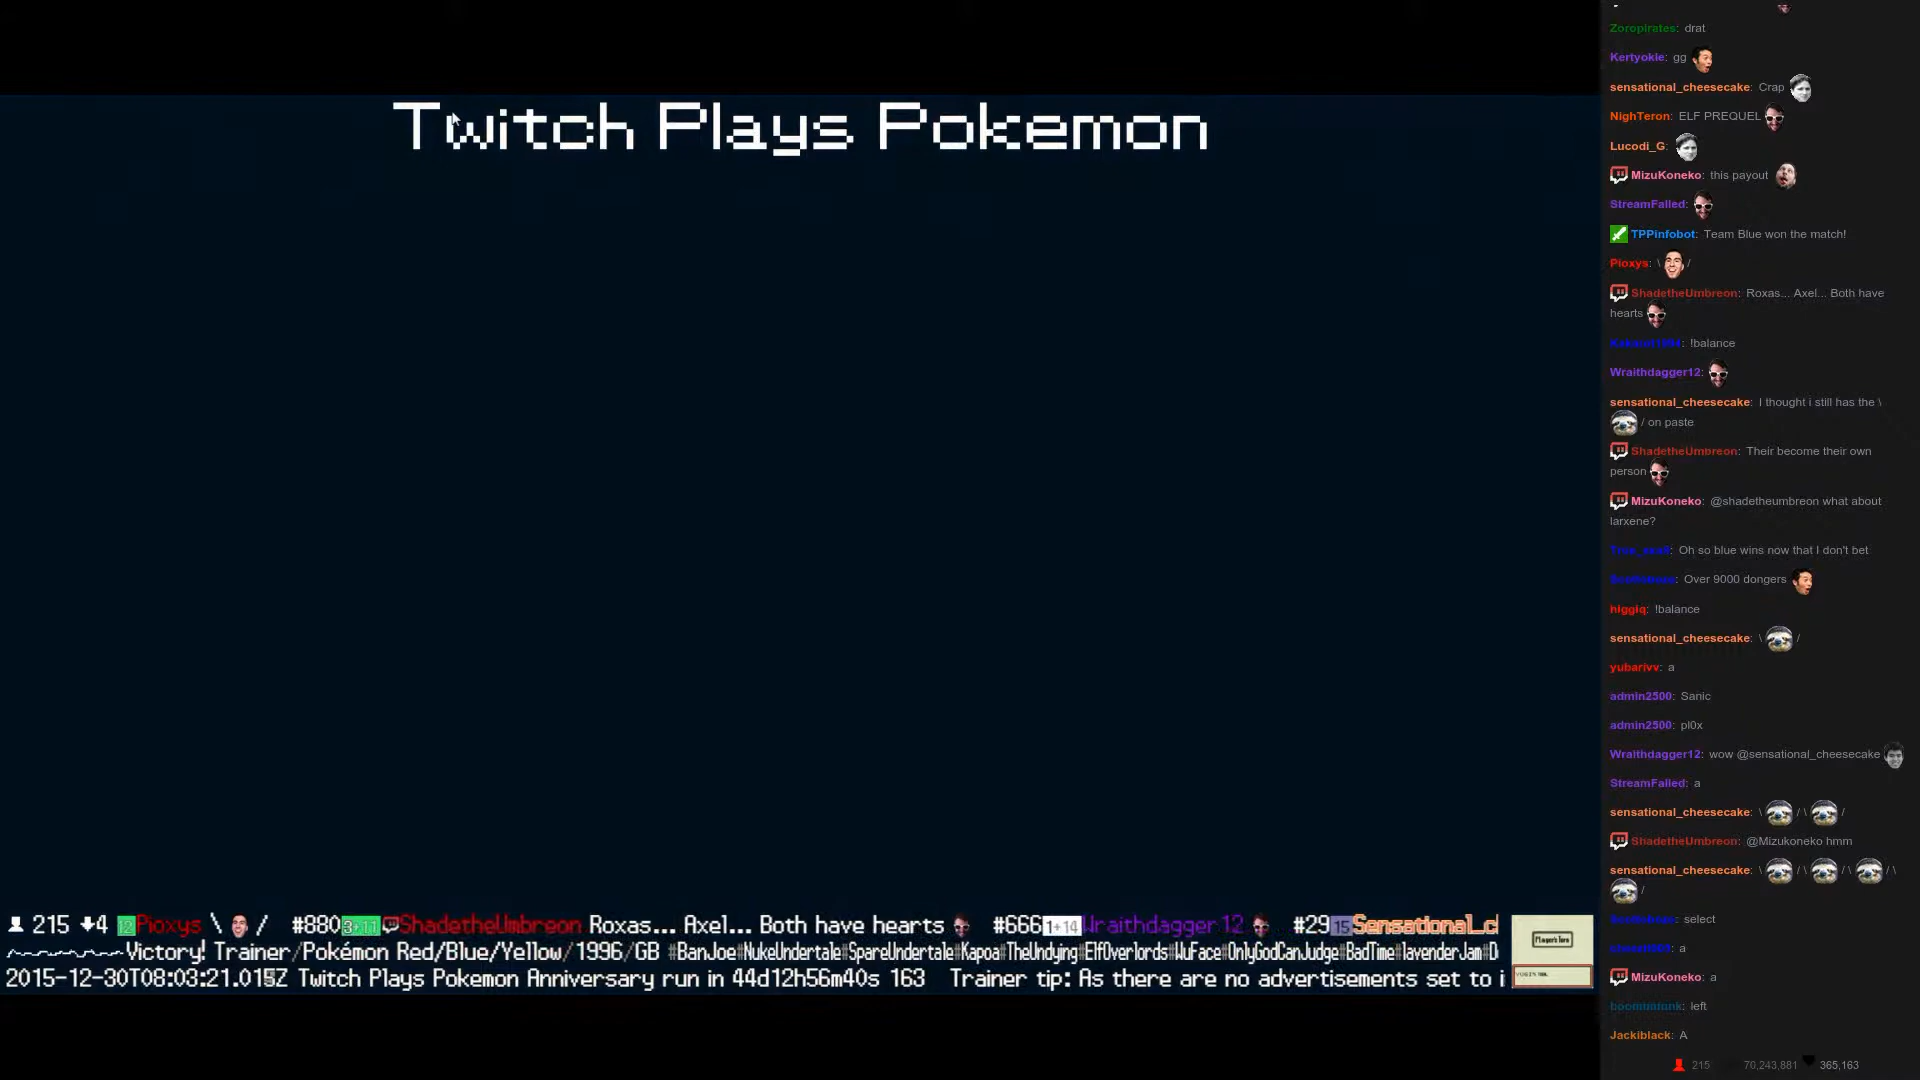 Twitch Plays Pokemon
215 4 12 Pioxys \ / #880 3+11 ShadetheUmbreon Roxas... Axel... Both have hearts #666 1+14 Wraithdagger12 #29 15 Sensational_c
Victory! Trainer/Pokémon Red/Blue/Yellow/1996/GB #BanJoe#NukeUndertale#SpareUndertale#Kapoa#TheUndying#ElfOverlords#WuFace#OnlyGodCanJudge#BadTime#lavenderJam#D
Twitch Plays Pokemon Anniversary run in 44d12h56m40s 163 Trainer tip: As there are no advertisements set to i
Zoropirates: drat
Kertyokie: gg
sensational_cheesecake: Crap
NighTeron: ELF PREQUEL
Lucodi_G:
MizuKoneko: this payout
StreamFailed:
TPPinfobot: Team Blue won the match!
Pioxys: \ /
ShadetheUmbreon: Roxas... Axel... Both have
hearts
!balance
Wraithdagger12:
sensational_cheesecake: I thought i still has the \
/ on paste
ShadetheUmbreon: Their become their own
person
MizuKoneko: @shadetheumbreon what about
larxene?
Oh so blue wins now that I don't bet
Over 9000 dongers
higgiq: !balance
sensational_cheesecake: \ /
yubarivv: a
admin2500: Sanic
admin2500: pl0x
Wraithdagger12: wow @sensational_cheesecake
StreamFailed: a
sensational_cheesecake: \ / \ /
ShadetheUmbreon: @Mizukoneko hmm
sensational_cheesecake: \ / \ / \ / \
/
select
a
MizuKoneko: a
left
Jackiblack: A
215 70,243,881 365,163